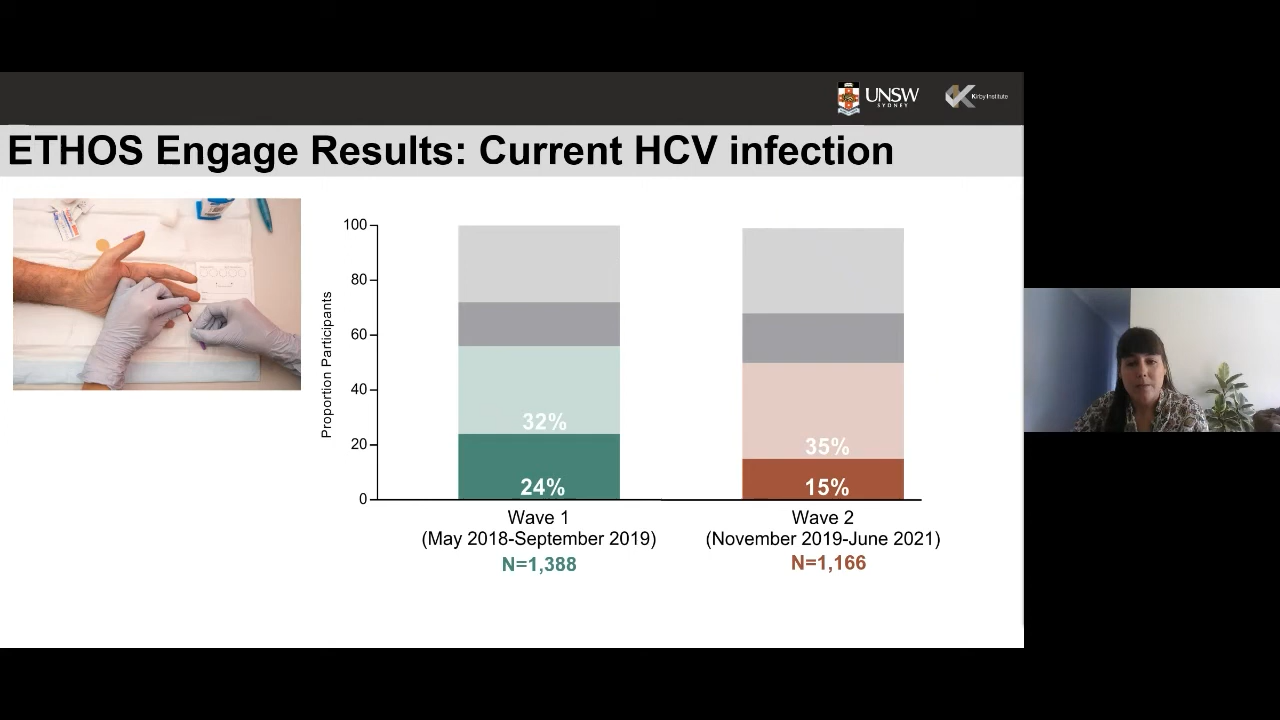 UNSW
SYDNEY
Kirby Institute
ETHOS Engage Results: Current HCV infection
Proportion Participants
100
80
60
40
20
0
32%
24%
35%
15%
Wave 1
(May 2018-September 2019)
N=1,388
Wave 2
(November 2019-June 2021)
N=1,166